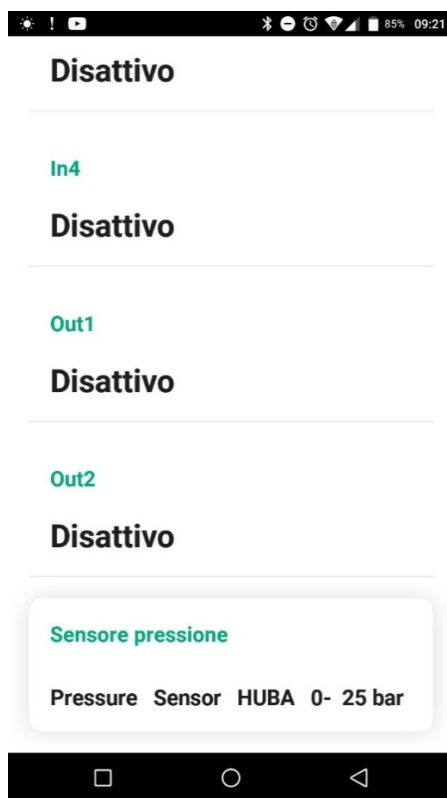 85% 09:21
Disattivo
In4
Disattivo
Out1
Disattivo
Out2
Disattivo
Sensore pressione
Pressure Sensor HUBA 0- 25 bar